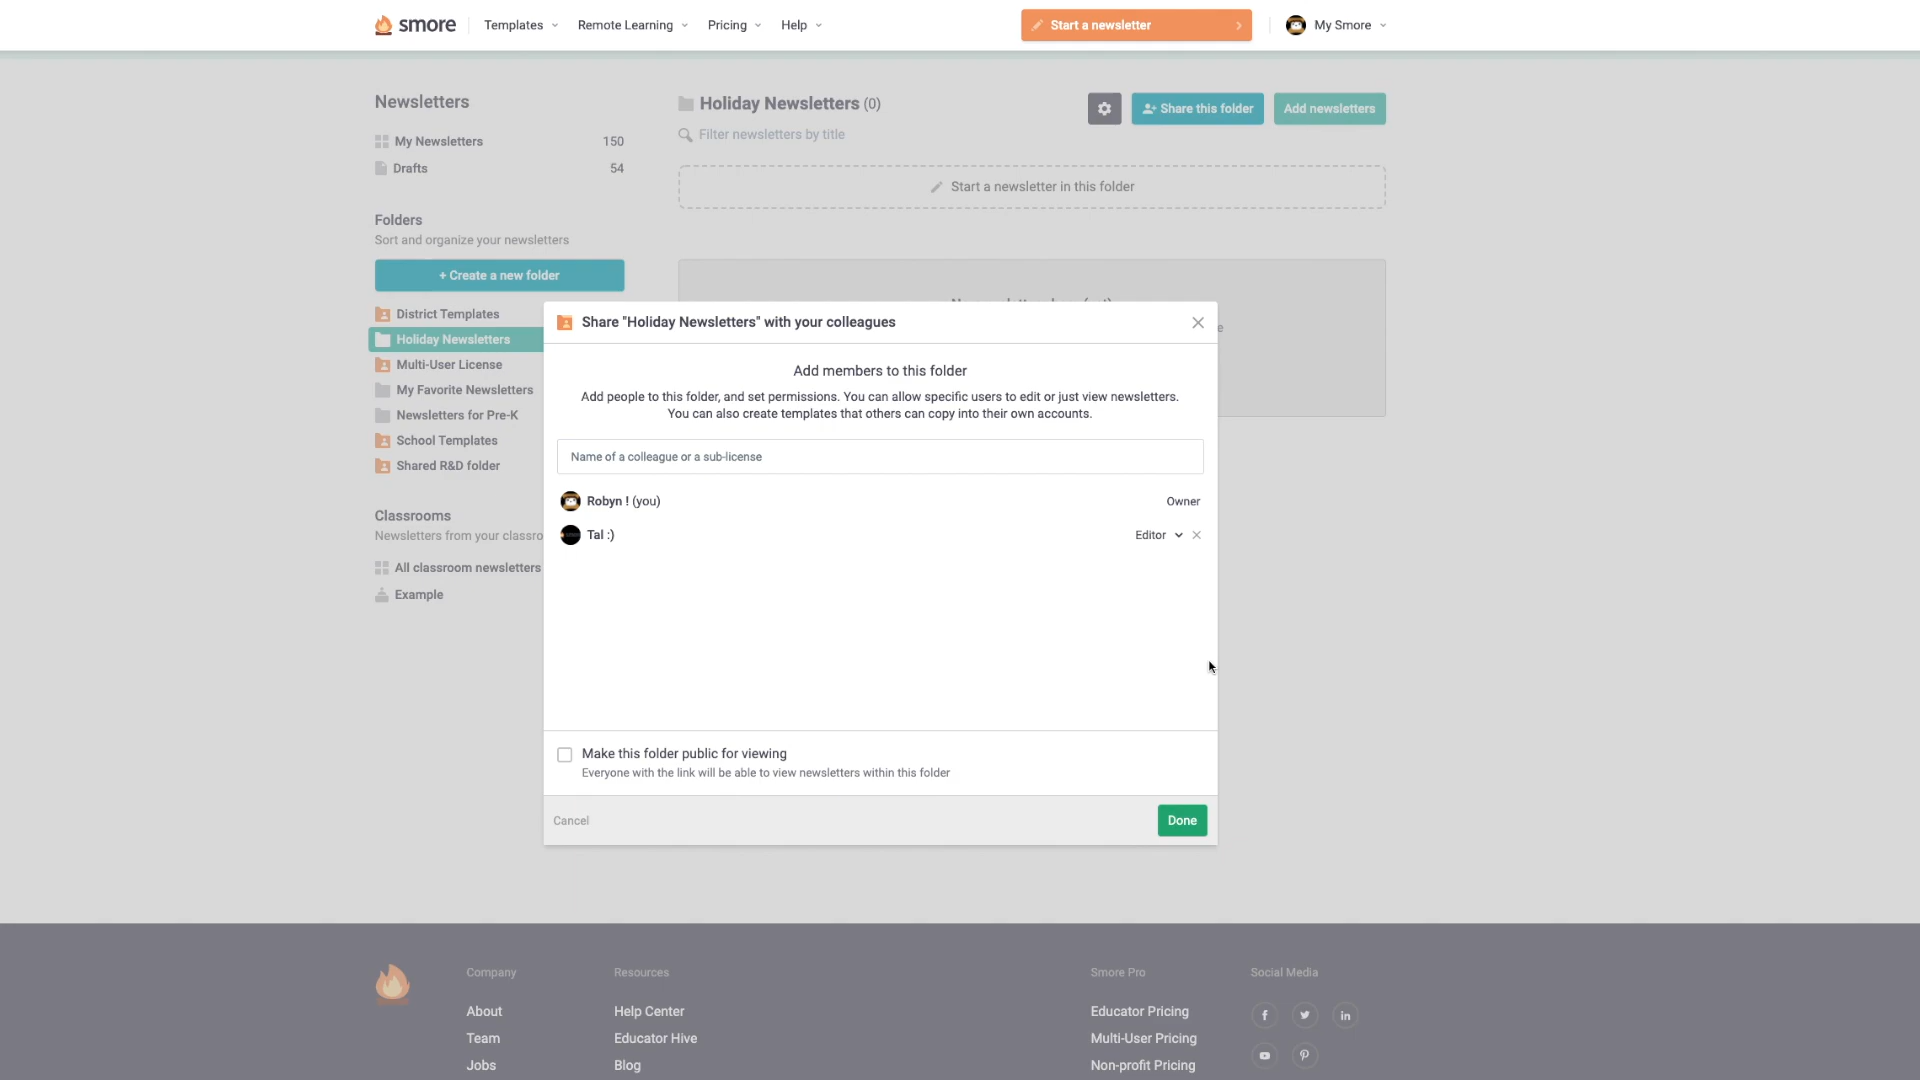 smore
Templates
Remote Learning
Pricing
Help
Start a newsletter
My Smore
Newsletters
My Newsletters 150
Drafts 54
Folders
Sort and organize your newsletters
+ Create a new folder
District Templates
Holiday Newsletters
Multi-User License
My Favorite Newsletters
Newsletters for Pre-K
School Templates
Shared R&D folder
Classrooms
Newsletters from your classro
All classroom newsletters
Example
Holiday Newsletters (0)
Share this folder
Add newsletters
Filter newsletters by title
Start a newsletter in this folder
Share "Holiday Newsletters" with your colleagues
Add members to this folder
Add people to this folder, and set permissions. You can allow specific users to edit or just view newsletters.
You can also create templates that others can copy into their own accounts.
Name of a colleague or a sub-license
Robyn ! (you) Owner
Tal :) Editor
Make this folder public for viewing
Everyone with the link will be able to view newsletters within this folder
Cancel
Done
Company
About
Team
Jobs
Resources
Help Center
Educator Hive
Blog
Smore Pro
Educator Pricing
Multi-User Pricing
Non-profit Pricing
Social Media